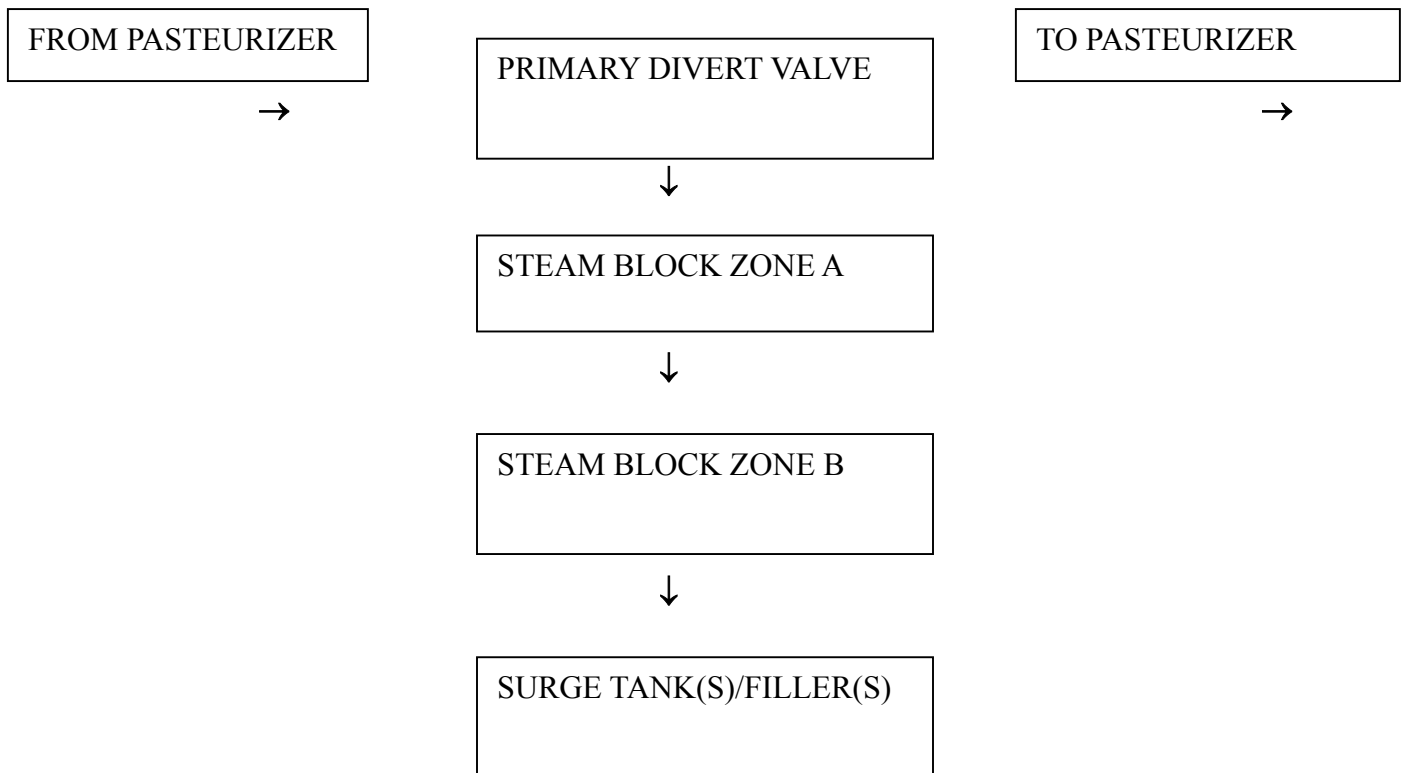 FROM PASTEURIZER
PRIMARY DIVERT VALVE
TO PASTEURIZER
→
→
↓
STEAM BLOCK ZONE A
↓
STEAM BLOCK ZONE B
↓
SURGE TANK(S)/FILLER(S)